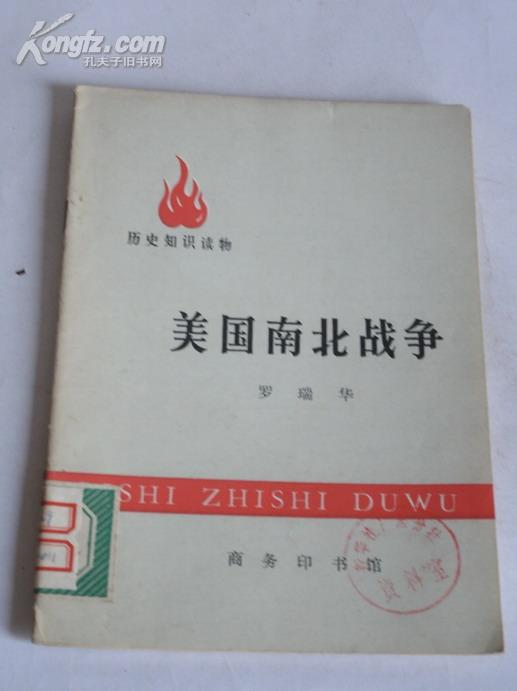 Kongfz.com
孔夫子旧书网
历史知识读物
美国南北战争
罗瑞华
SHI ZHISHI DUWU
商务印书馆
资料室